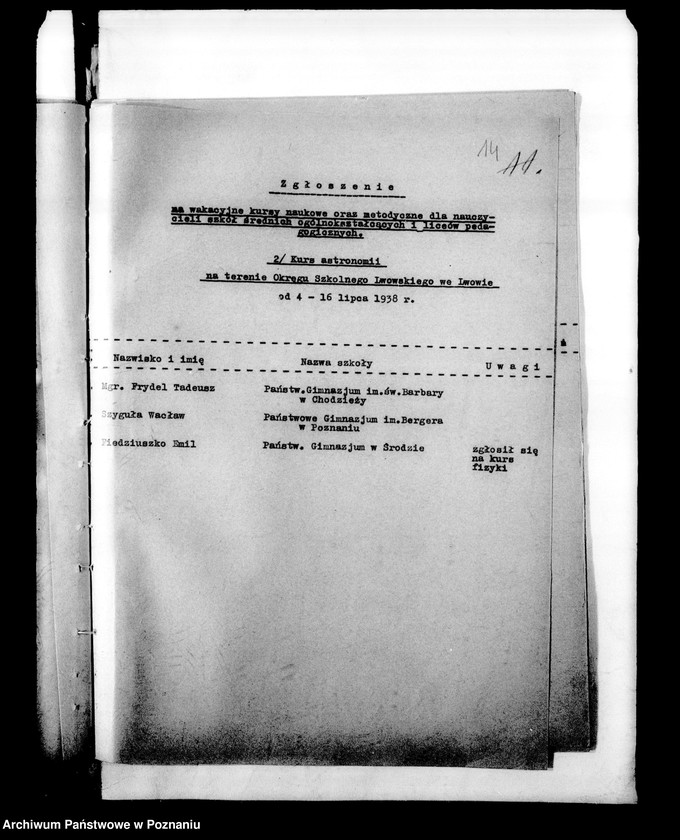 14 11.
Zgłoszenie
na wakacyjne kursy naukowe oraz metodyczne dla nauczy-
cieli szkół średnich ogólnokształcących i liceów peda-
gogicznych.
2/ Kurs astronomii
na terenie Okręgu Szkolnego Lwowskiego we Lwowie
od 4 - 16 lipca 1938 r.
Nazwisko i imię Nazwa szkoły Uwagi
Mgr. Frydel Tadeusz Państw.Gimnazjum im.św.Barbary
w Chodzieży
Szyguła Wacław Państwowe Gimnazjum im.Bergera
w Poznaniu
Piedziuszko Emil Państw. Gimnazjum w Środzie zgłosił się
na kurs
fizyki
Archiwum Państwowe w Poznaniu